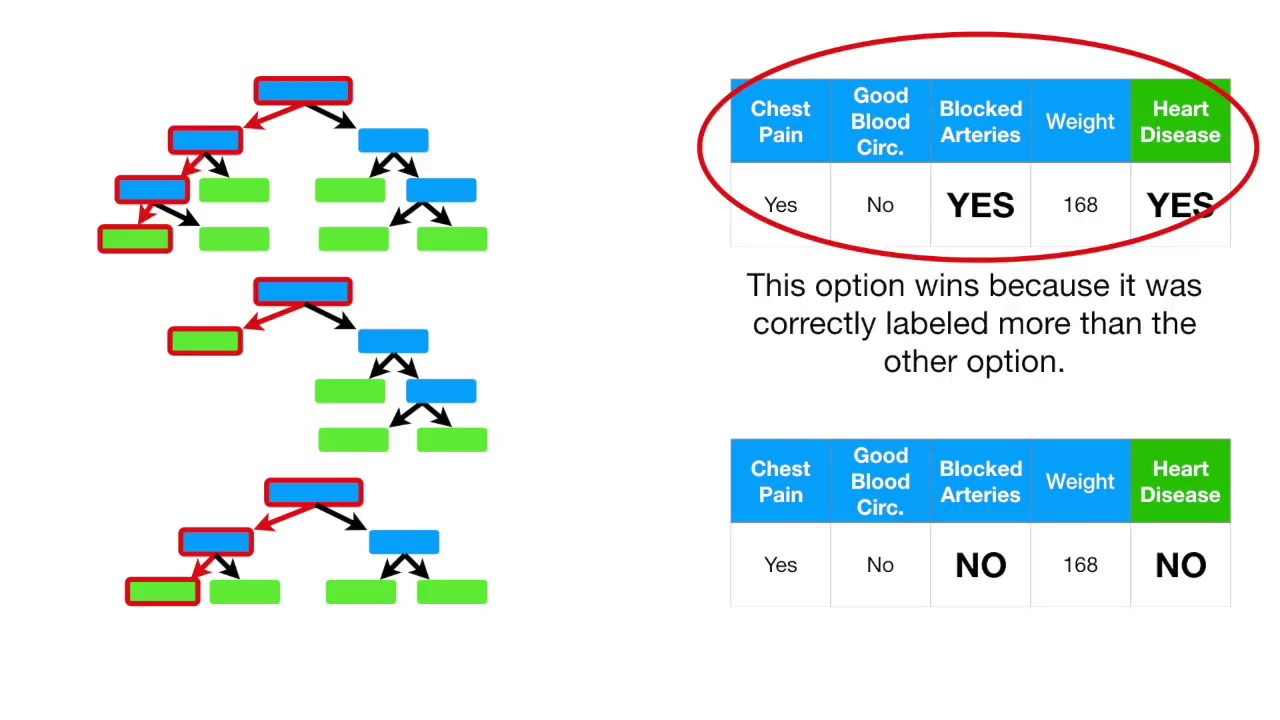 Chest Pain Good Blood Circ. Blocked Arteries Weight Heart Disease
Yes No YES 168 YES
This option wins because it was
correctly labeled more than the
other option.
Chest Pain Good Blood Circ. Blocked Arteries Weight Heart Disease
Yes No NO 168 NO